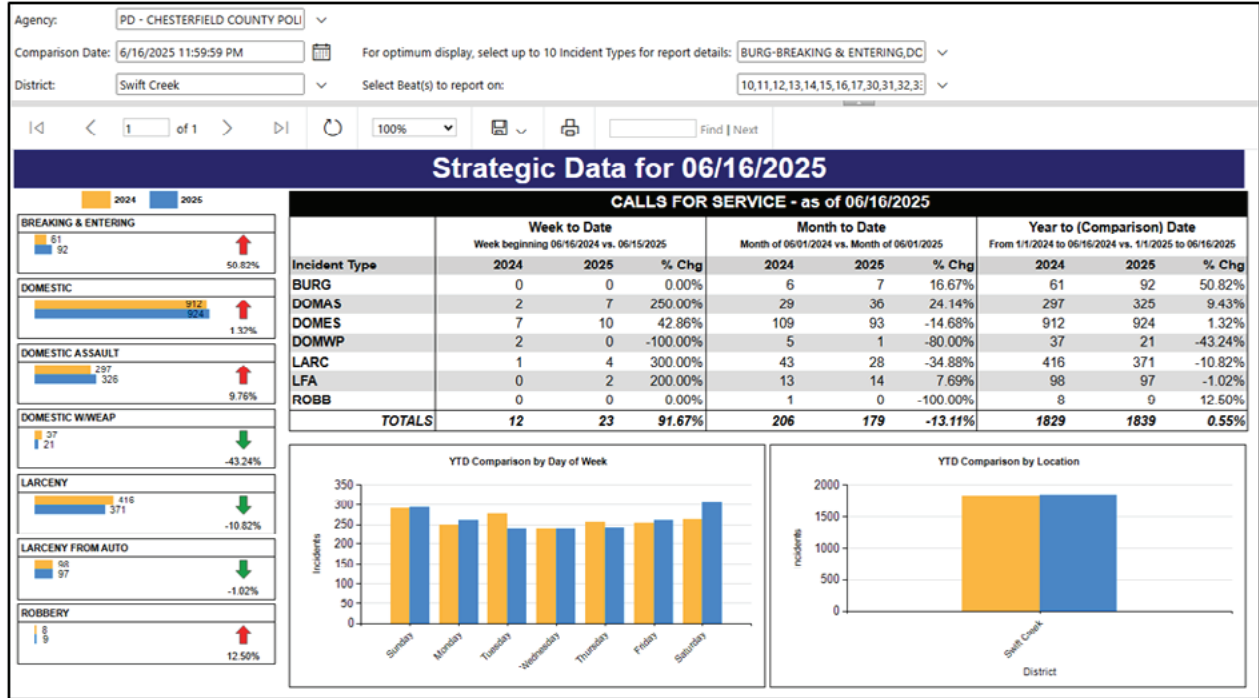 Agency: PD - CHESTERFIELD COUNTY POLI
Comparison Date: 6/16/2025 11:59:59 PM For optimum display, select up to 10 Incident Types for report details: BURG-BREAKING & ENTERING,DC
District: Swift Creek Select Beat(s) to report on: 10,11,12,13,14,15,16,17,30,31,32,33
1 of 1 100% Find | Next
Strategic Data for 06/16/2025
2024 2025
BREAKING & ENTERING
61
92
50.82%
DOMESTIC
912
924
1.32%
DOMESTIC ASSAULT
297
326
9.76%
DOMESTIC W/WEAP
37
21
-43.24%
LARCENY
416
371
-10.82%
LARCENY FROM AUTO
98
97
-1.02%
ROBBERY
8
9
12.50%
CALLS FOR SERVICE - as of 06/16/2025
Week to Date Month to Date Year to (Comparison) Date
Week beginning 06/16/2024 vs. 06/15/2025 Month of 06/01/2024 vs. Month of 06/01/2025 From 1/1/2024 to 06/16/2024 vs. 1/1/2025 to 06/16/2025
Incident Type 2024 2025 % Chg 2024 2025 % Chg 2024 2025 % Chg
BURG 0 0 0.00% 6 7 16.67% 61 92 50.82%
DOMAS 2 7 250.00% 29 36 24.14% 297 325 9.43%
DOMES 7 10 42.86% 109 93 -14.68% 912 924 1.32%
DOMWP 2 0 -100.00% 5 1 -80.00% 37 21 -43.24%
LARC 1 4 300.00% 43 28 -34.88% 416 371 -10.82%
LFA 0 2 200.00% 13 14 7.69% 98 97 -1.02%
ROBB 0 0 0.00% 1 0 -100.00% 8 9 12.50%
TOTALS 12 23 91.67% 206 179 -13.11% 1829 1839 0.55%
YTD Comparison by Day of Week
Incidents
350
300
250
200
150
100
50
0
Sunday Monday Tuesday Wednesday Thursday Friday Saturday
YTD Comparison by Location
Incidents
2000
1500
1000
500
0
Swift Creek
District